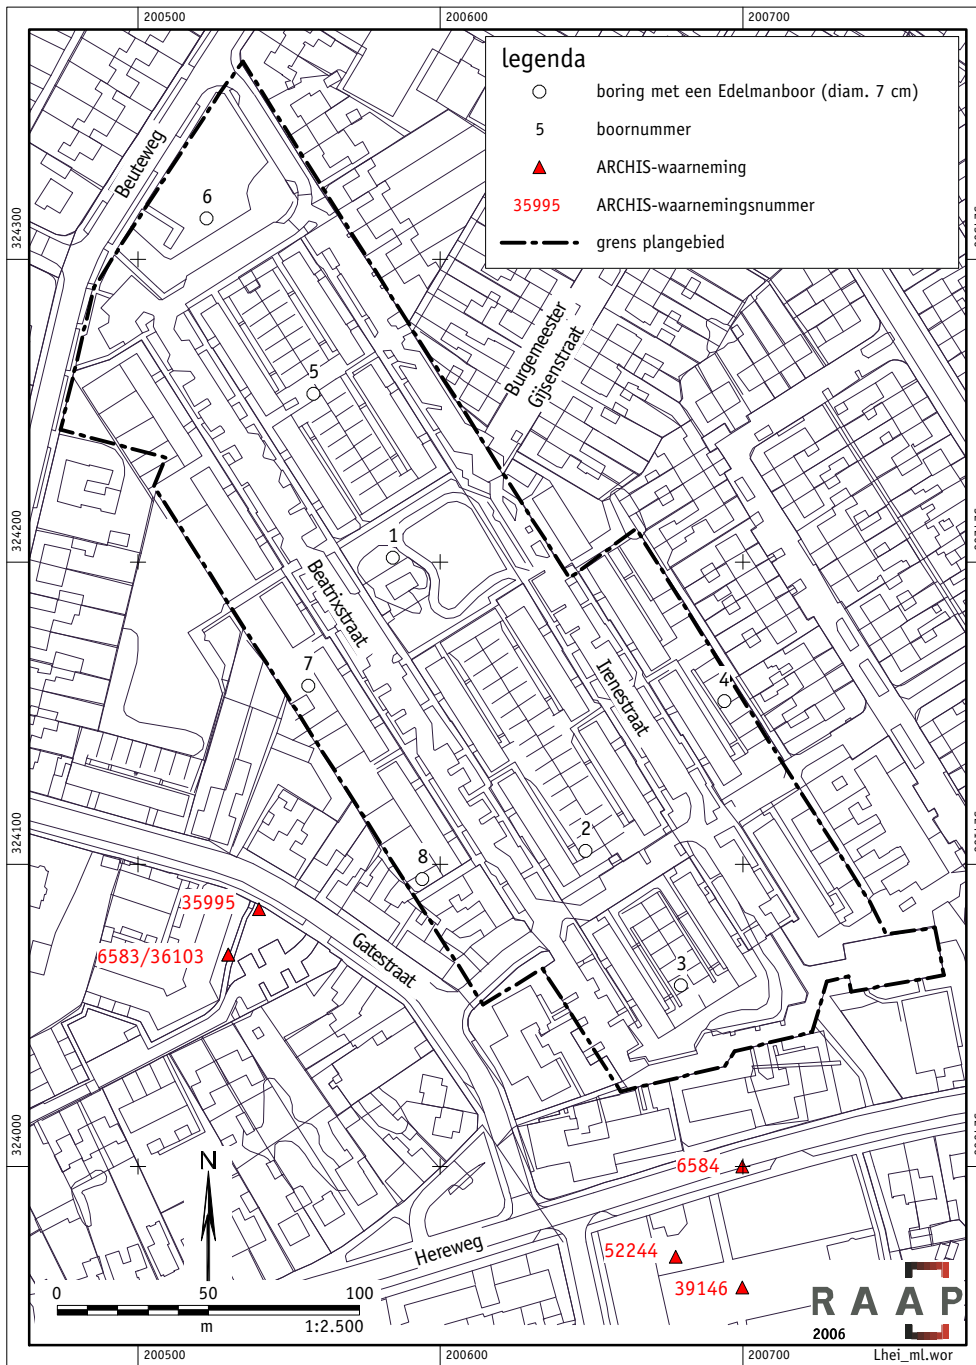 200500
200600
200700
legenda
boring met een Edelmanboor (diam. 7 cm)
5
boornummer
ARCHIS-waarneming
35995
ARCHIS-waarnemingsnummer
grens plangebied
Beuteweg
6
324300
Burgemeester
Gijsenstraat
5
324200
1
Beatrixstraat
7
Irenestraat
4
324100
2
8
35995
6583/36103
Gatestraat
3
324000
N
6584
Hereweg
52244
39146
0
50
100
m
1:2.500
RAAP
2006
Lhei_ml.wor
200500
200600
200700